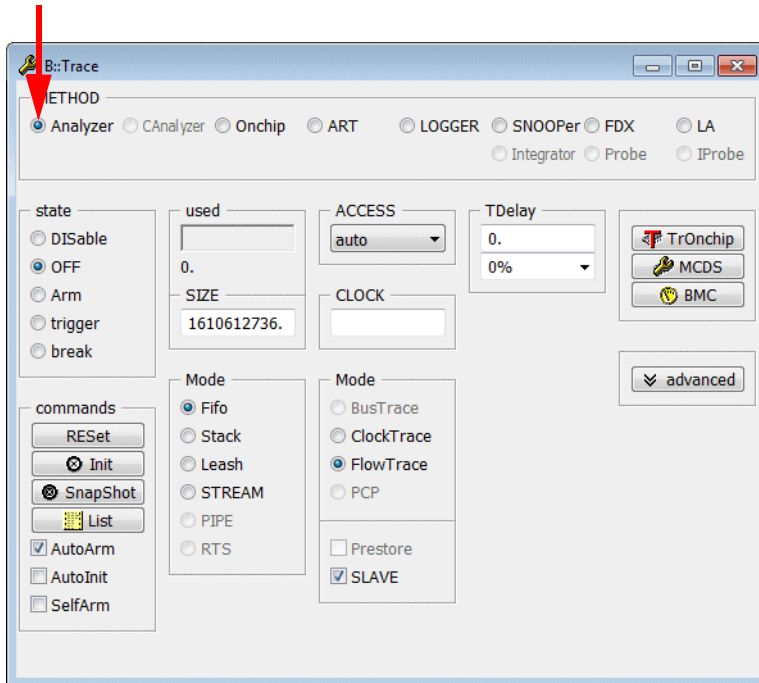 B::Trace
METHOD
Analyzer CAnalyzer Onchip ART LOGGER SNOOPer FDX LA
Integrator Probe IProbe
state
DISable
OFF
Arm
trigger
break
used
0.
SIZE
1610612736.
ACCESS
auto
CLOCK
TDelay
0.
0%
TrOnchip
MCDS
BMC
advanced
commands
RESet
Init
SnapShot
List
AutoArm
AutoInit
SelfArm
Mode
Fifo
Stack
Leash
STREAM
PIPE
RTS
Mode
BusTrace
ClockTrace
FlowTrace
PCP
Prestore
SLAVE